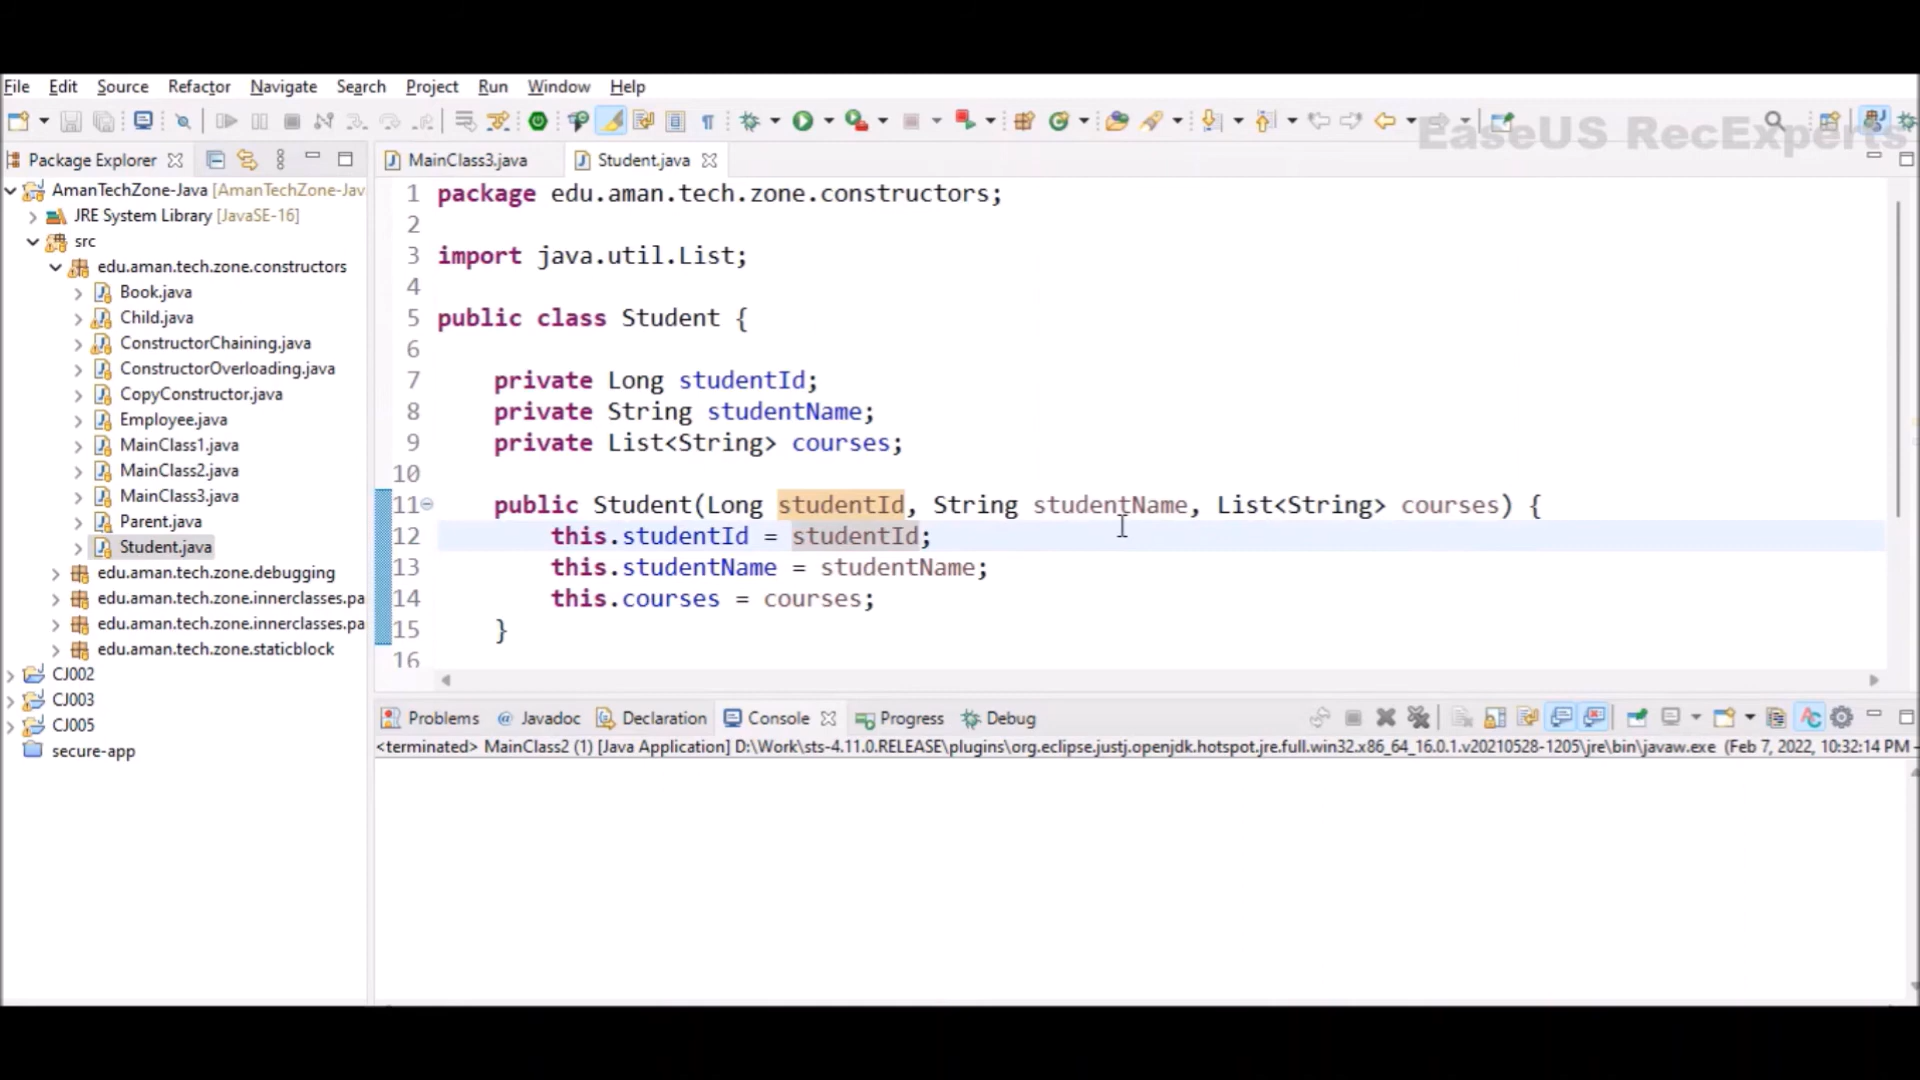 File Edit Source Refactor Navigate Search Project Run Window Help
EaseUS RecExperts
Package Explorer
AmanTechZone-Java [AmanTechZone-Jav
JRE System Library [JavaSE-16]
src
edu.aman.tech.zone.constructors
Book.java
Child.java
ConstructorChaining.java
ConstructorOverloading.java
CopyConstructor.java
Employee.java
MainClass1.java
MainClass2.java
MainClass3.java
Parent.java
Student.java
edu.aman.tech.zone.debugging
edu.aman.tech.zone.innerclasses.pa
edu.aman.tech.zone.innerclasses.pa
edu.aman.tech.zone.staticblock
CJ002
CJ003
CJ005
secure-app
MainClass3.java Student.java
1 package edu.aman.tech.zone.constructors;
2
3 import java.util.List;
4
5 public class Student {
6
7 private Long studentId;
8 private String studentName;
9 private List<String> courses;
10
11 public Student(Long studentId, String studentName, List<String> courses) {
12 this.studentId = studentId;
13 this.studentName = studentName;
14 this.courses = courses;
15 }
16
Problems Javadoc Declaration Console Progress Debug
<terminated> MainClass2 (1) [Java Application] D:\Work\sts-4.11.0.RELEASE\plugins\org.eclipse.justj.openjdk.hotspot.jre.full.win32.x86_64_16.0.1.v20210528-1205\jre\bin\javaw.exe (Feb 7, 2022, 10:32:14 PM –